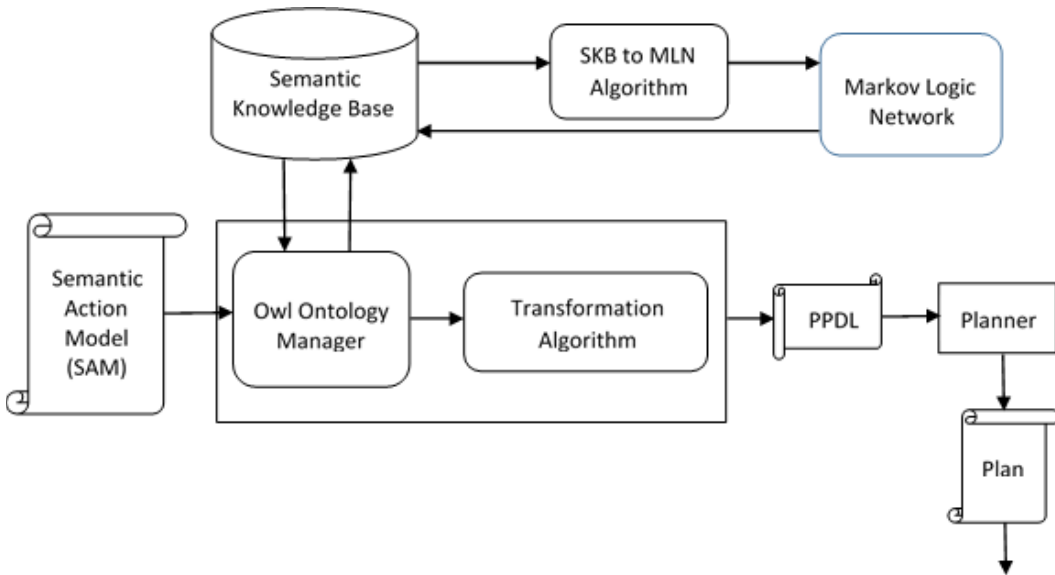 Semantic
Knowledge Base
SKB to MLN
Algorithm
Markov Logic
Network
Semantic
Action
Model
(SAM)
Owl Ontology
Manager
Transformation
Algorithm
PPDL
Planner
Plan